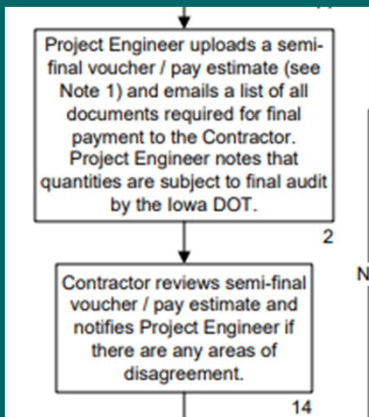 Project Engineer uploads a semi-
final voucher / pay estimate (see
Note 1) and emails a list of all
documents required for final
payment to the Contractor.
Project Engineer notes that
quantities are subject to final audit
by the Iowa DOT.
2
Contractor reviews semi-final
voucher / pay estimate and
notifies Project Engineer if
there are any areas of
disagreement.
14
N